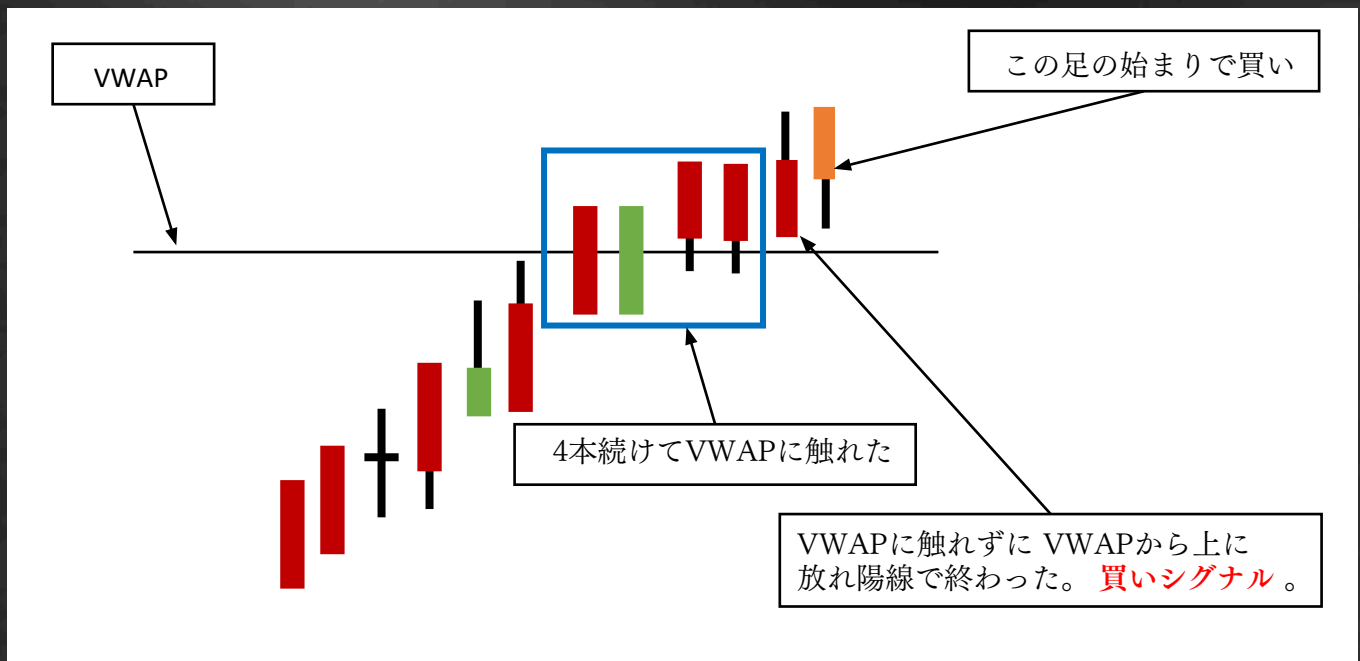 VWAP
この足の始まりで買い
4本続けてVWAPに触れた
VWAPに触れずに VWAPから上に
放れ陽線で終わった。 買いシグナル 。